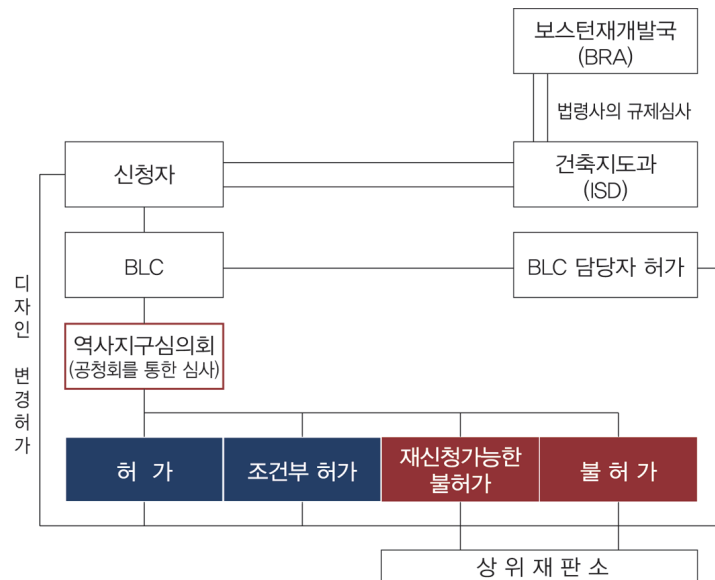 보스턴재개발국
(BRA)
법령사의 규제심사
신청자
건축지도과
(ISD)
BLC
BLC 담당자 허가
디자인 변경허가
역사지구심의회
(공청회를 통한 심사)
허 가
조건부 허가
재신청가능한
불허가
불 허 가
상 위 재 판 소